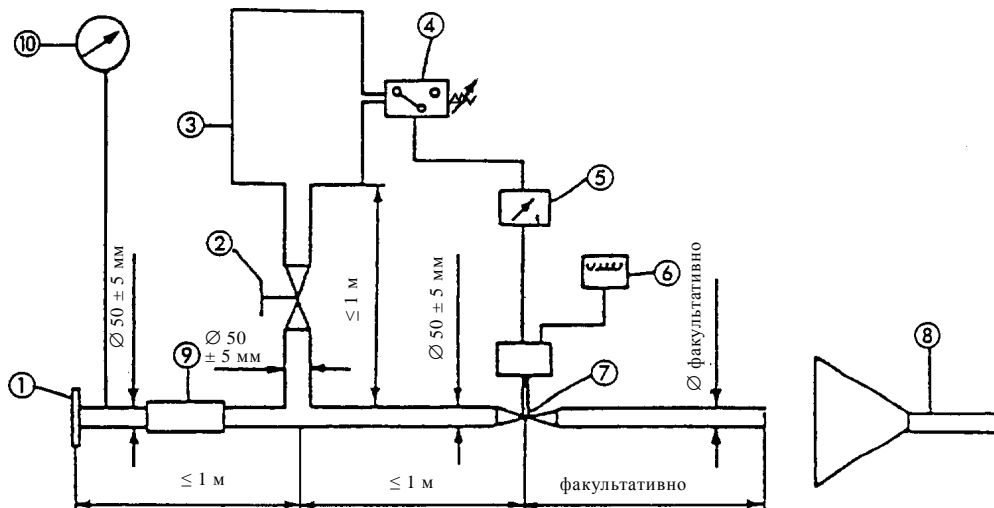 10
4
3
5
2
6
Ø 50 ± 5 мм
≤ 1 м
Ø 50 ± 5 мм
Ø факультативно
Ø 50
± 5 мм
9
7
8
1
≤ 1 м
≤ 1 м
факультативно